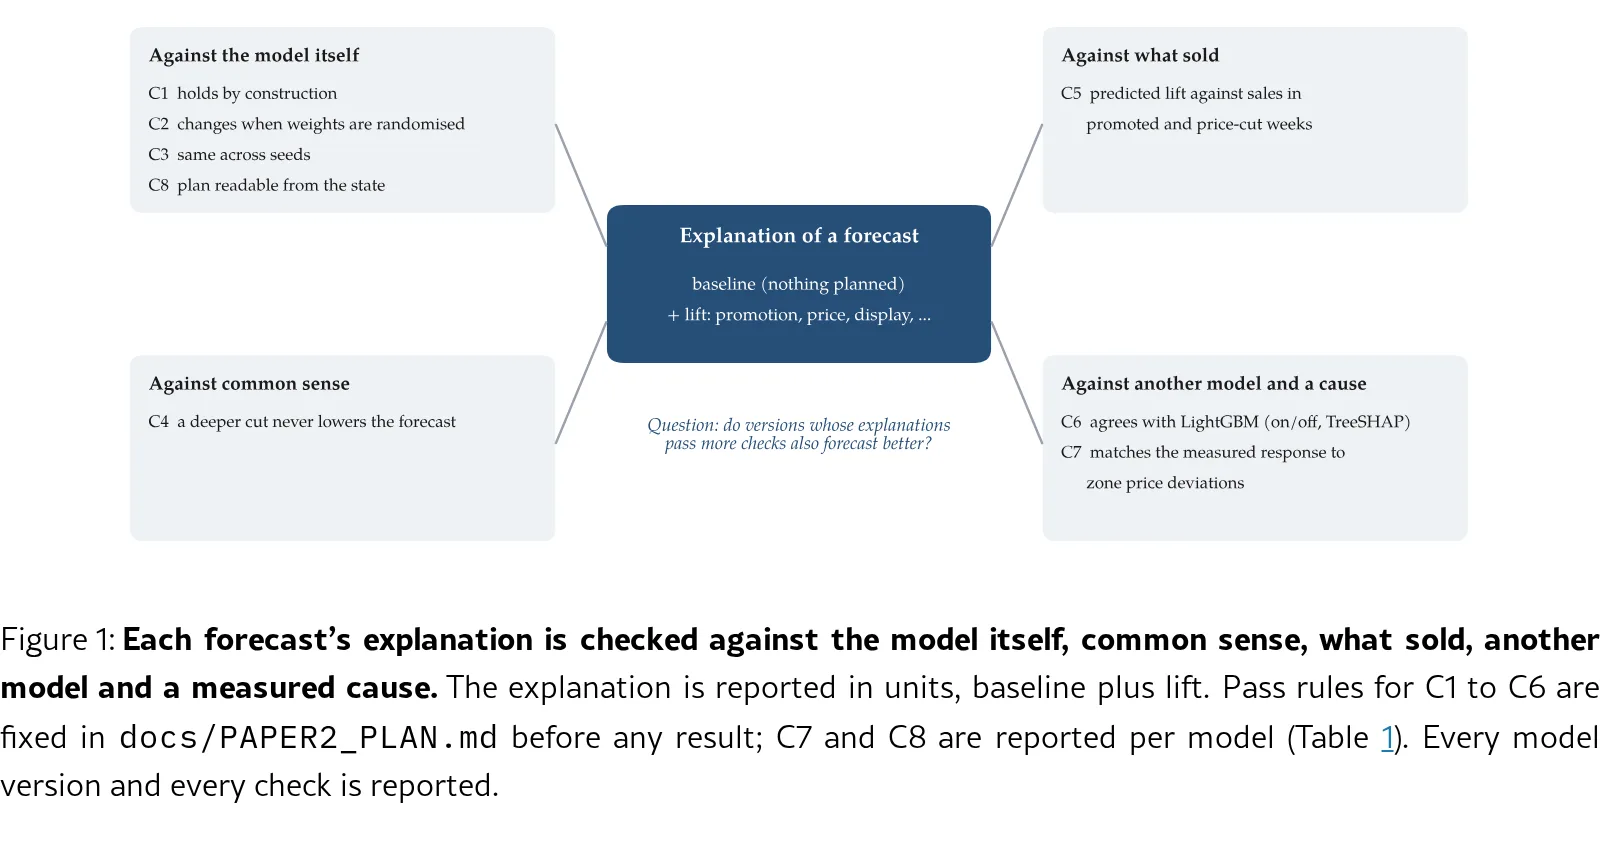 Against the model itself
C1 holds by construction
C2 changes when weights are randomised
C3 same across seeds
C8 plan readable from the state
Against what sold
C5 predicted lift against sales in
promoted and price-cut weeks
Explanation of a forecast
baseline (nothing planned)
+ lift: promotion, price, display, ...
Against common sense
C4 a deeper cut never lowers the forecast
Question: do versions whose explanations
pass more checks also forecast better?
Against another model and a cause
C6 agrees with LightGBM (on/off, TreeSHAP)
C7 matches the measured response to
zone price deviations
Figure 1: Each forecast’s explanation is checked against the model itself, common sense, what sold, another
model and a measured cause. The explanation is reported in units, baseline plus lift. Pass rules for C1 to C6 are
fixed in docs/PAPER2_PLAN.md before any result; C7 and C8 are reported per model (Table 1). Every model
version and every check is reported.